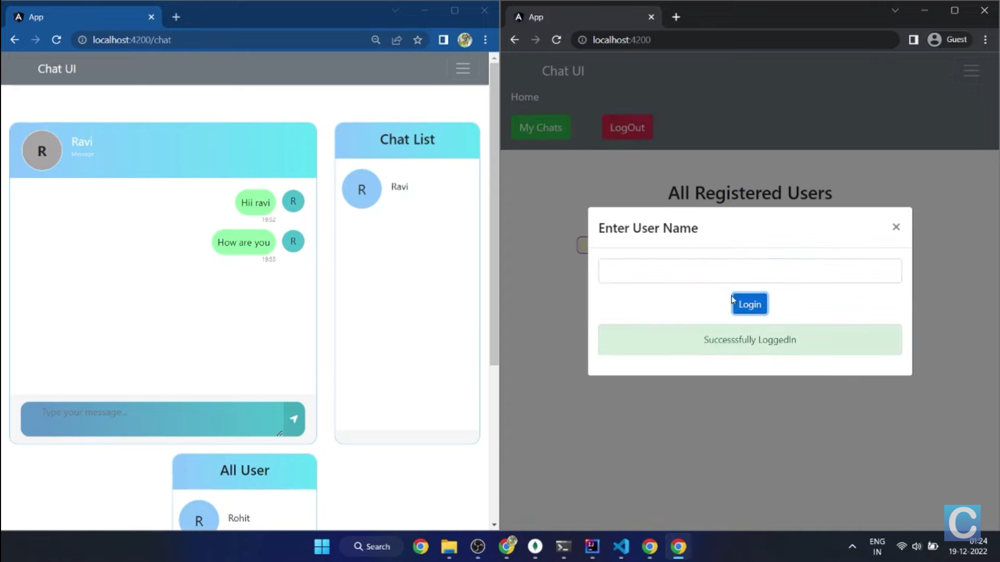 App
localhost:4200/chat
Chat UI
R
Ravi
Message
Hii ravi
R
19:52
How are you
R
19:53
Type your message...
Chat List
R
Ravi
All User
R
Rohit
App
localhost:4200
Guest
Chat UI
Home
My Chats
LogOut
All Registered Users
Enter User Name
Login
Successsfully LoggedIn
Search
ENG
IN
01:24
19-12-2022
C